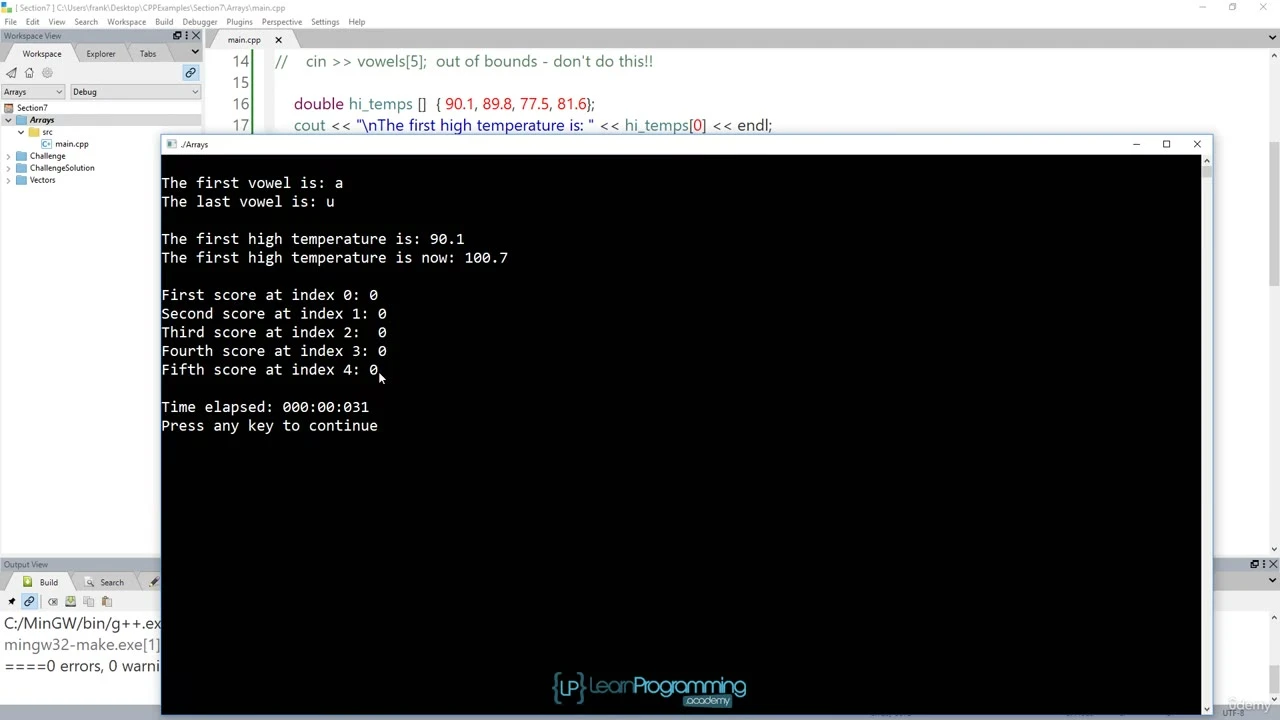 [ Section7 ] C:\Users\frank\Desktop\CPPExamples\Section7\Arrays\main.cpp
File Edit View Search Workspace Build Debugger Plugins Perspective Settings Help
Workspace View
Workspace Explorer Tabs
Arrays Debug
Section7
Arrays
src
main.cpp
Challenge
ChallengeSolution
Vectors
main.cpp
14 // cin >> vowels[5]; out of bounds - don't do this!!
15
16 double hi_temps [] { 90.1, 89.8, 77.5, 81.6};
17 cout << "\nThe first high temperature is: " << hi_temps[0] << endl;
./Arrays
The first vowel is: a
The last vowel is: u
The first high temperature is: 90.1
The first high temperature is now: 100.7
First score at index 0: 0
Second score at index 1: 0
Third score at index 2:  0
Fourth score at index 3: 0
Fifth score at index 4: 0
Time elapsed: 000:00:031
Press any key to continue
Output View
Build Search
C:/MinGW/bin/g++.ex
mingw32-make.exe[1]
====0 errors, 0 warni
{LP} LearnProgramming
.academy
udemy
UTF-8